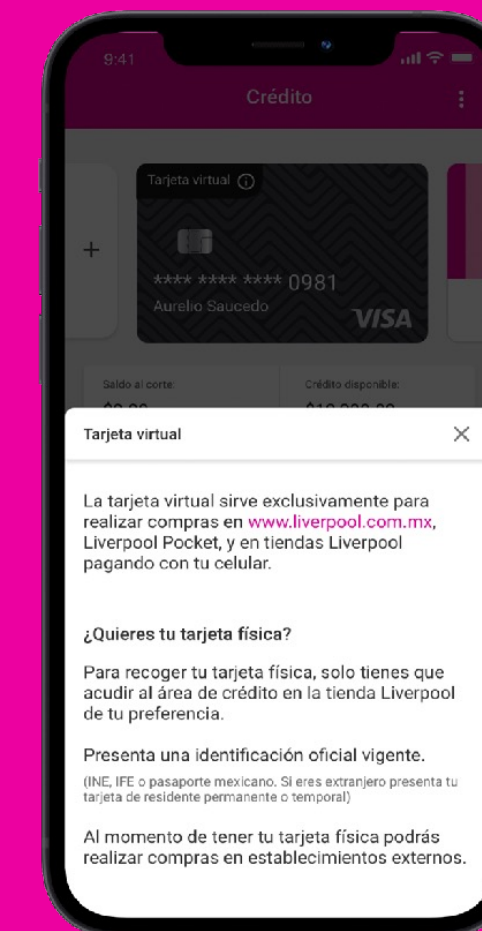 9:41
Crédito
Tarjeta virtual
**** **** **** 0981
Aurelio Saucedo
VISA
Saldo al corte:
Crédito disponible:
Tarjeta virtual
La tarjeta virtual sirve exclusivamente para
realizar compras en www.liverpool.com.mx,
Liverpool Pocket, y en tiendas Liverpool
pagando con tu celular.
¿Quieres tu tarjeta física?
Para recoger tu tarjeta física, solo tienes que
acudir al área de crédito en la tienda Liverpool
de tu preferencia.
Presenta una identificación oficial vigente.
(INE, IFE o pasaporte mexicano. Si eres extranjero presenta tu
tarjeta de residente permanente o temporal)
Al momento de tener tu tarjeta física podrás
realizar compras en establecimientos externos.